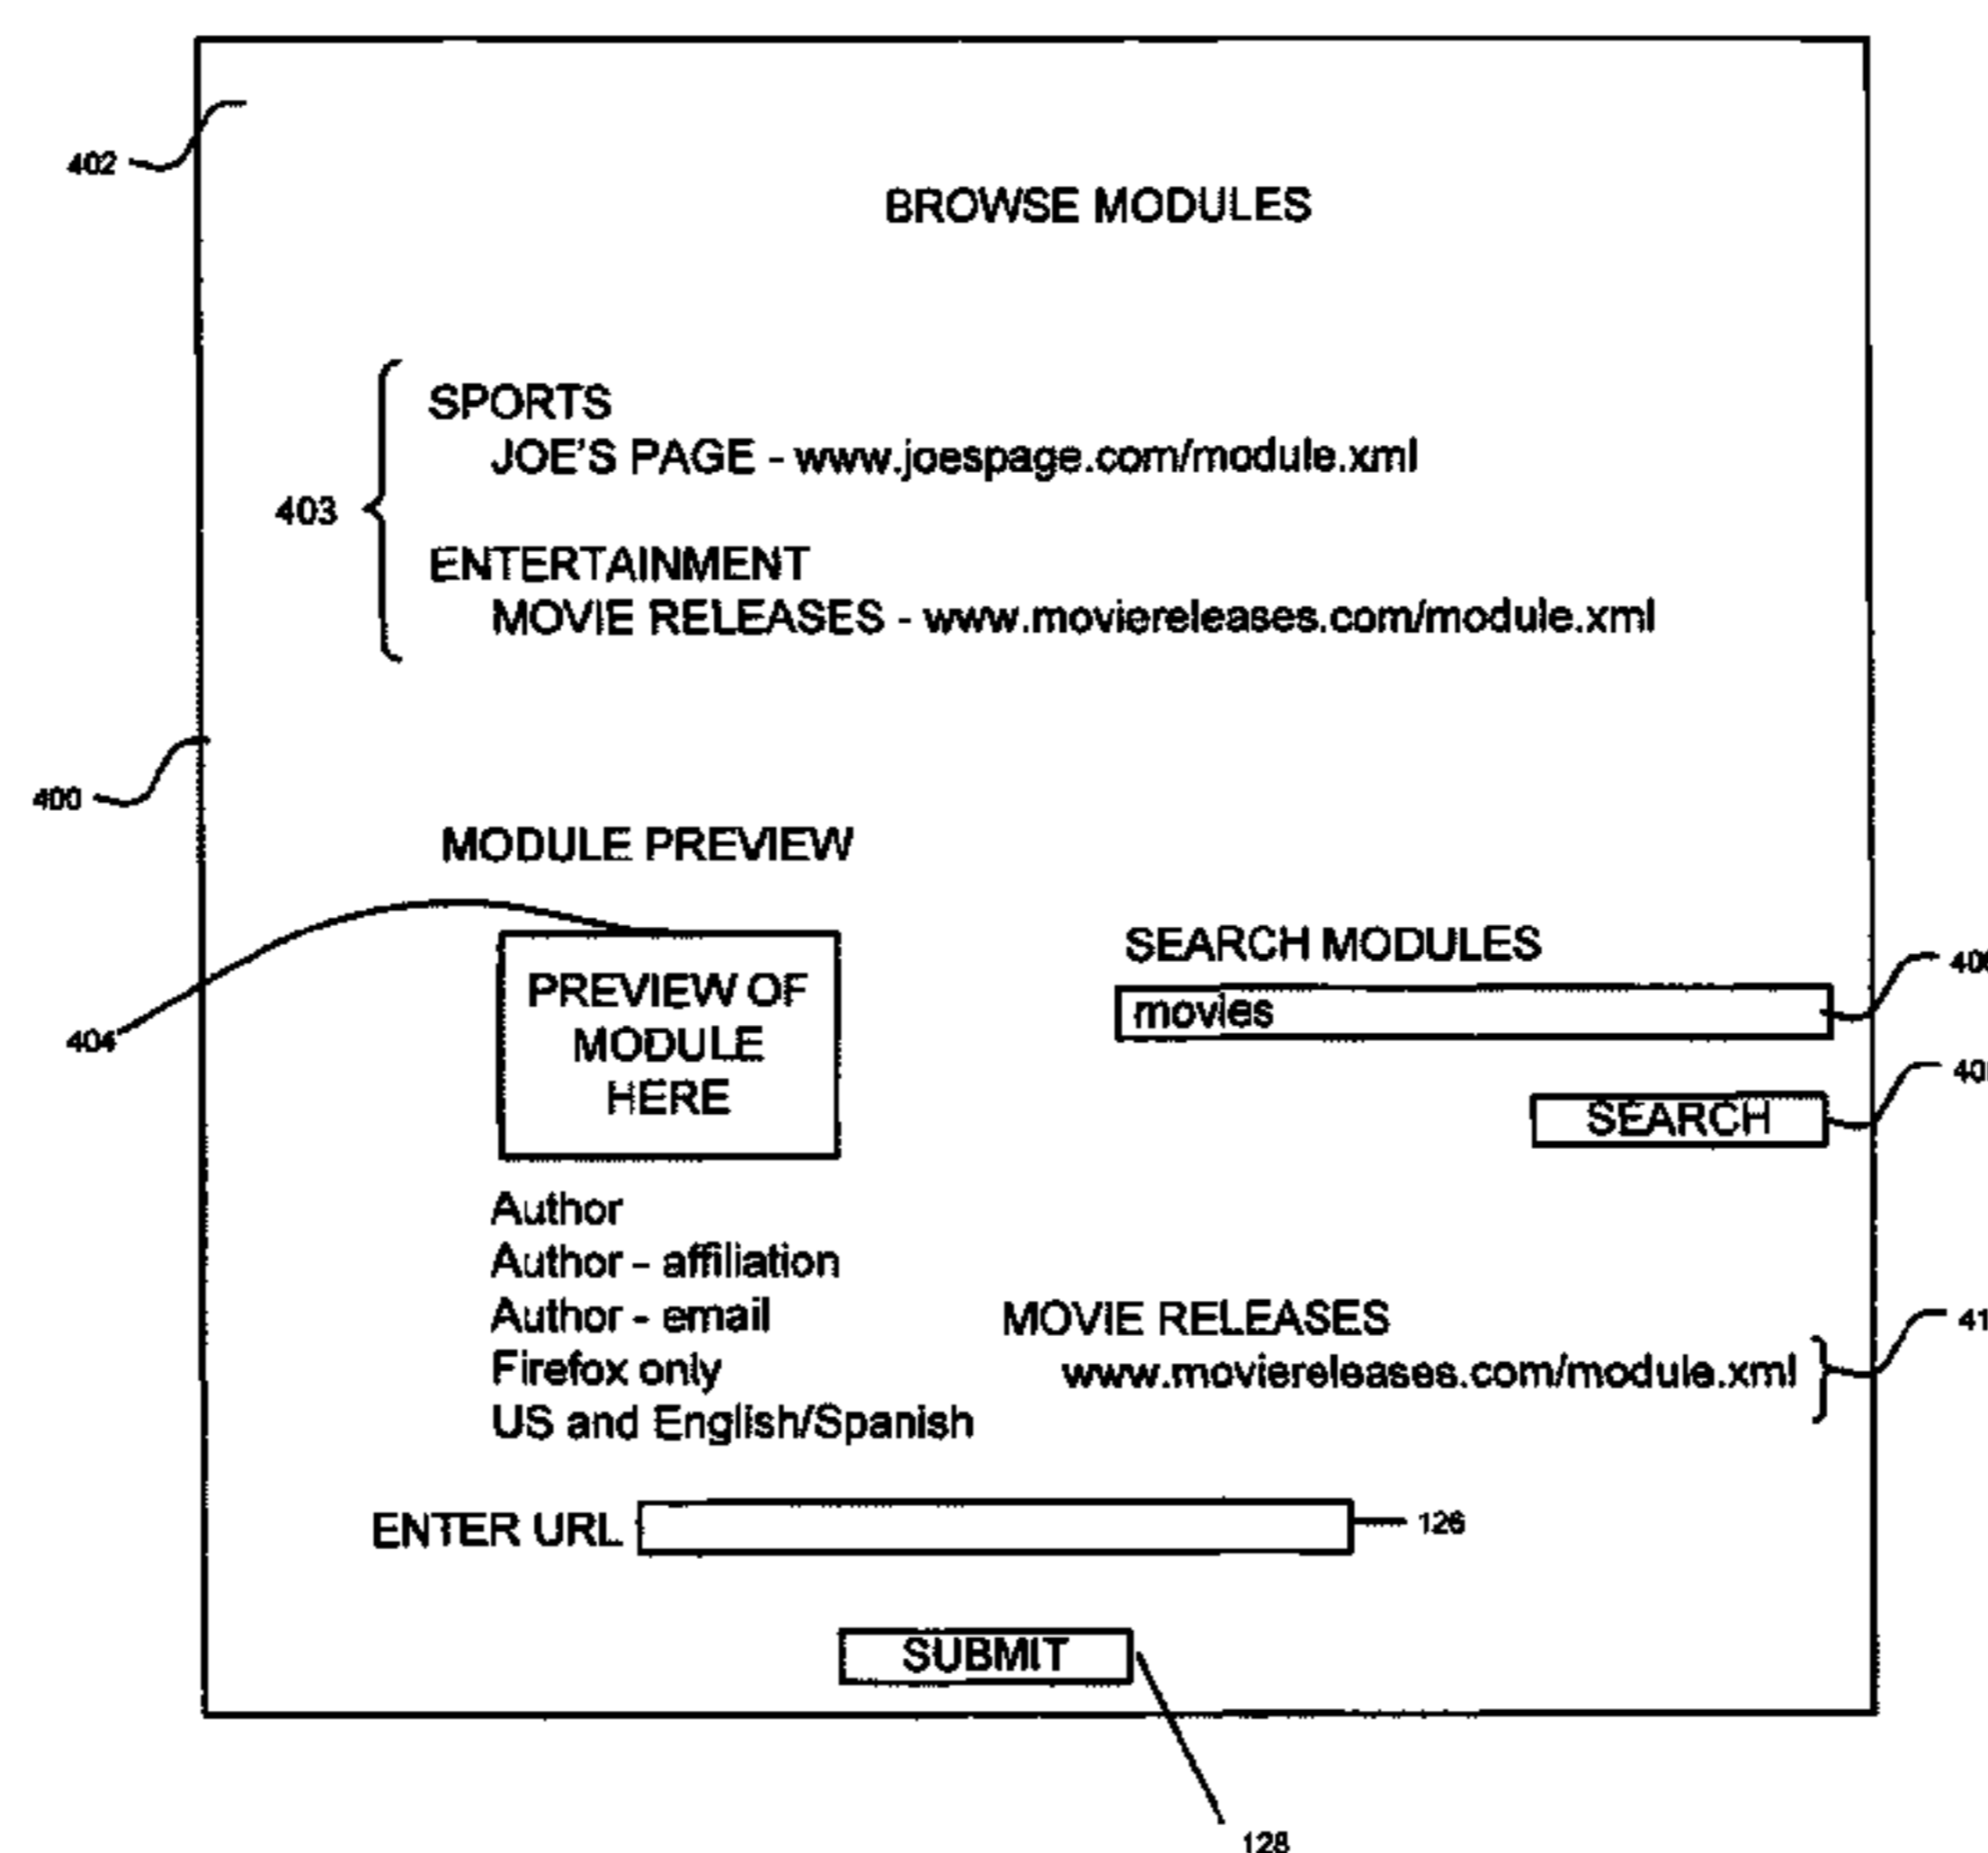 402
BROWSE MODULES
SPORTS
JOE'S PAGE - www.joespage.com/module.xml
403
ENTERTAINMENT
MOVIE RELEASES - www.moviereleases.com/module.xml
400
MODULE PREVIEW
SEARCH MODULES
PREVIEW OF
MODULE
HERE
movies
404
SEARCH
Author
Author - affiliation
Author - email
Firefox only
US and English/Spanish
MOVIE RELEASES
www.moviereleases.com/module.xml
ENTER URL
126
SUBMIT
128